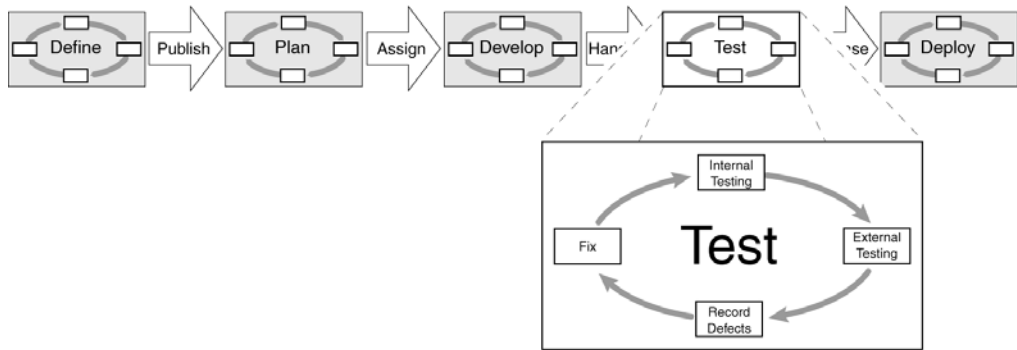 Define
Publish
Plan
Assign
Develop
Test
Deploy
Internal
Testing
Fix
Test
External
Testing
Record
Defects